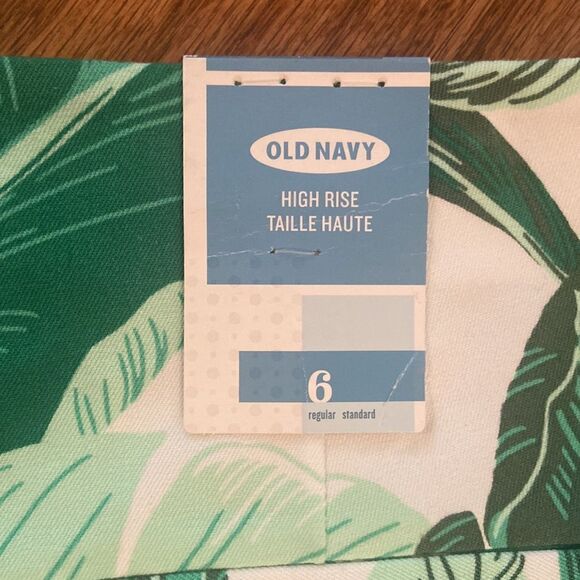 OLD NAVY
HIGH RISE
TAILLE HAUTE
6
regular standard